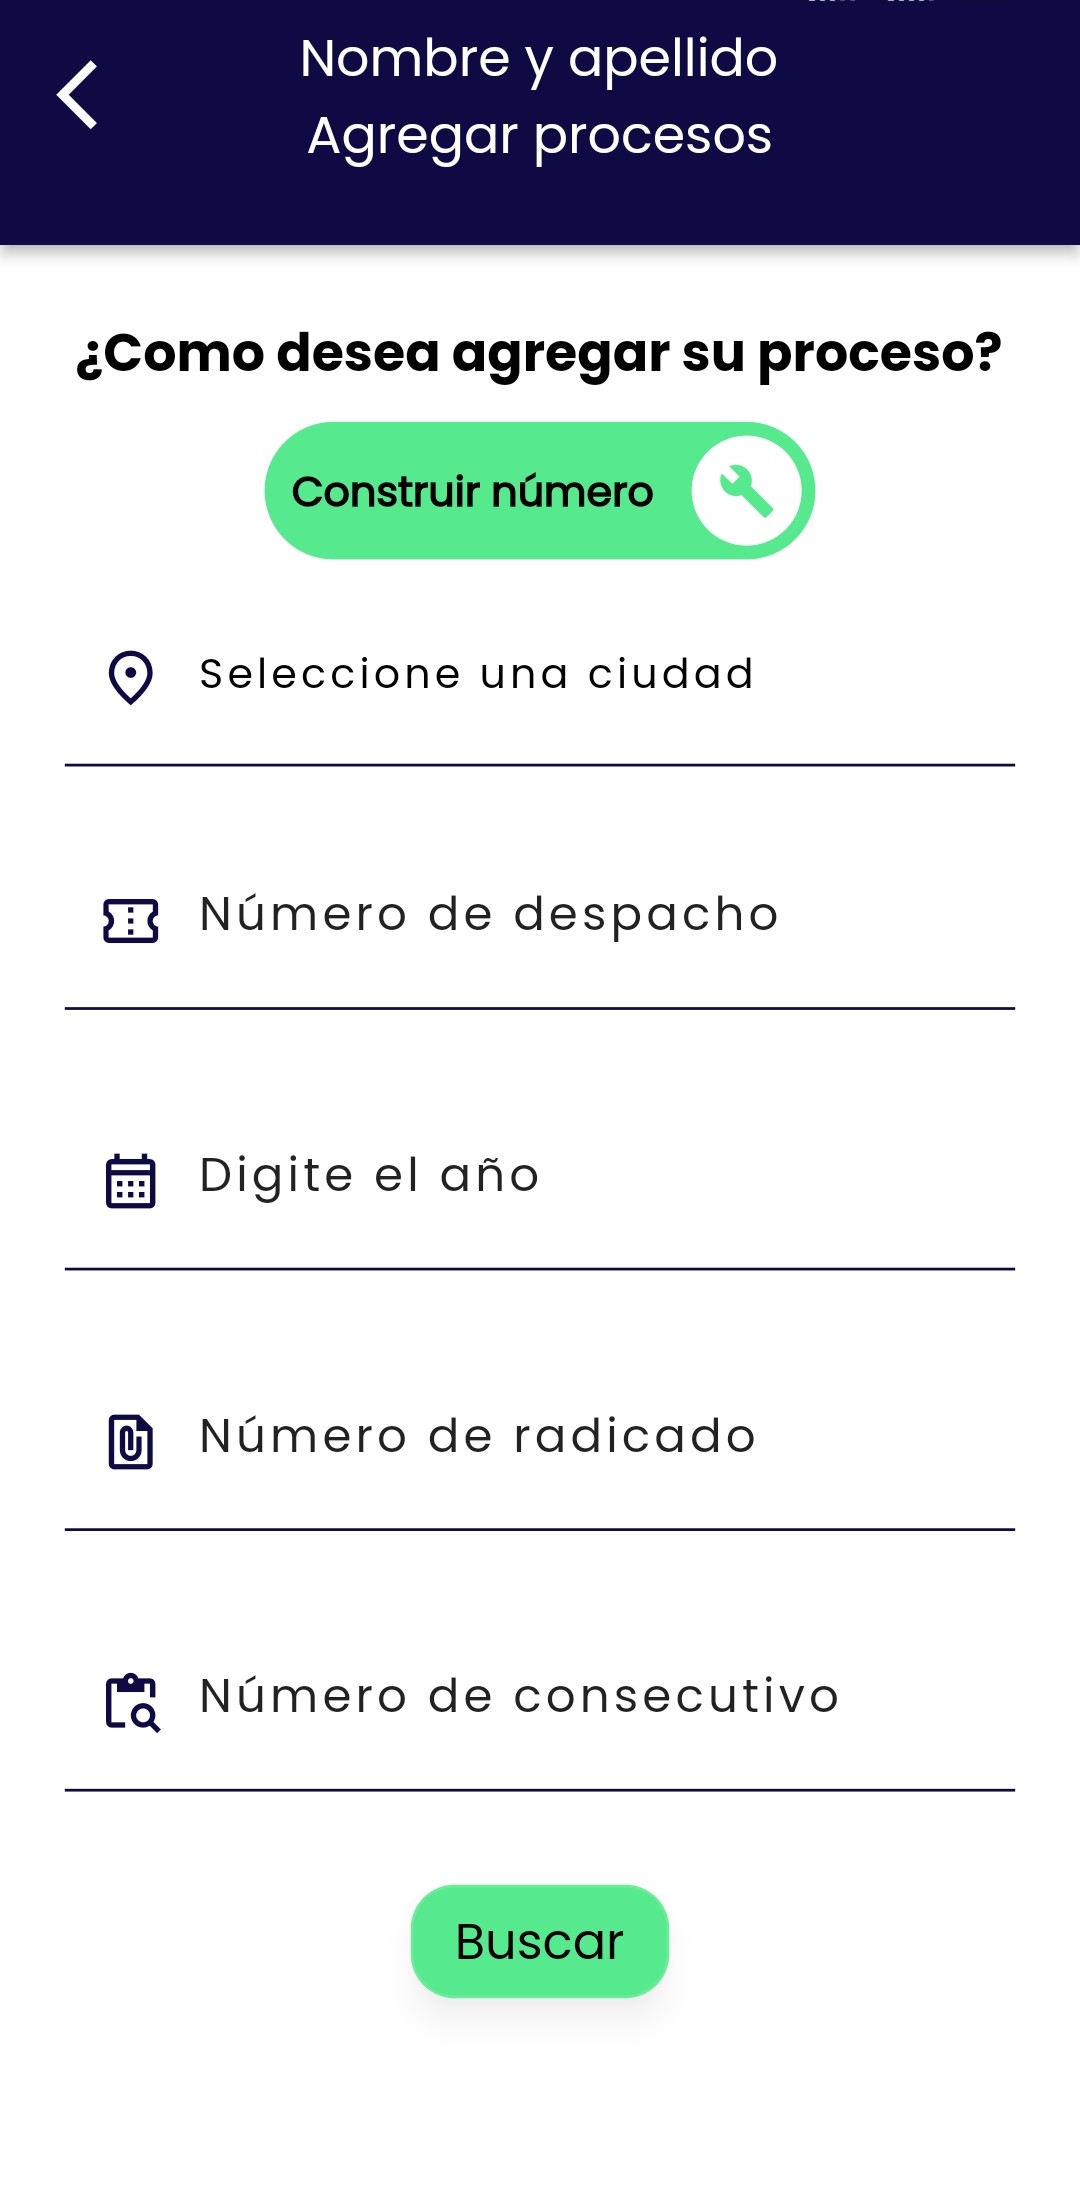 Nombre y apellido
Agregar procesos
¿Como desea agregar su proceso?
Construir número
Seleccione una ciudad
Número de despacho
Digite el año
Número de radicado
Número de consecutivo
Buscar